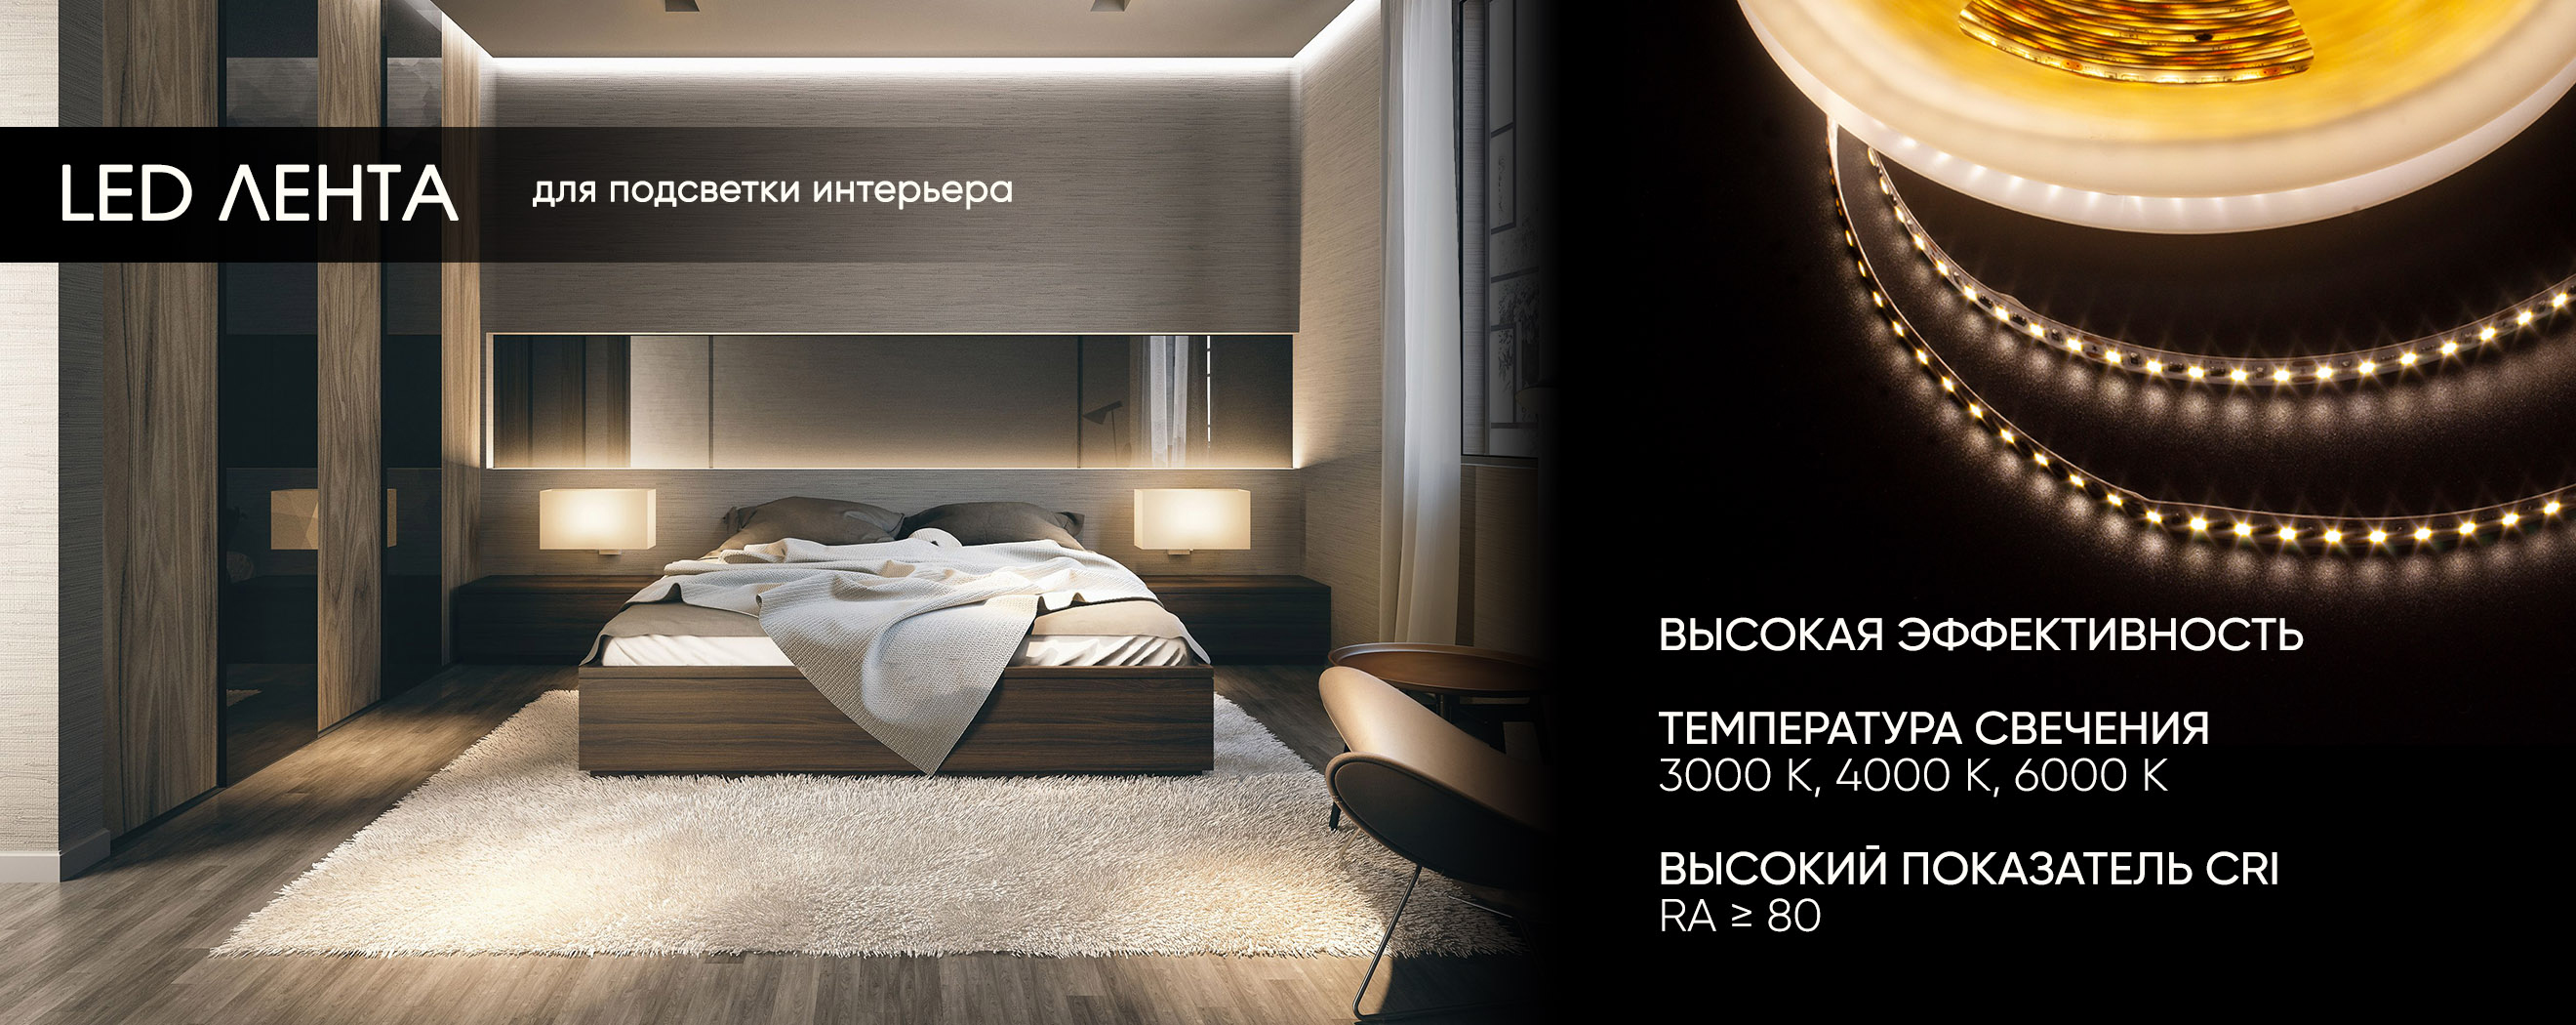 LED ЛЕНТА
для подсветки интерьера
ВЫСОКАЯ ЭФФЕКТИВНОСТЬ
ТЕМПЕРАТУРА СВЕЧЕНИЯ
3000 K, 4000 K, 6000 K
ВЫСОКИЙ ПОКАЗАТЕЛЬ CRI
RA ≥ 80